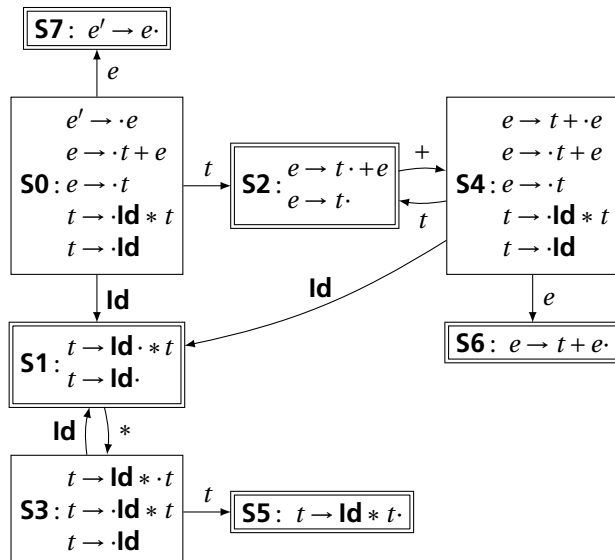 S7: e′ → e·
e
S0:
e′ → ·e
e → ·t + e
e → ·t
t → ·Id ∗ t
t → ·Id
t
S2:
e → t· +e
e → t·
+
t
S4:
e → t + ·e
e → ·t + e
e → ·t
t → ·Id ∗ t
t → ·Id
Id
Id
e
S1:
t → Id· ∗ t
t → Id·
S6: e → t + e·
Id
∗
S3:
t → Id ∗ ·t
t → ·Id ∗ t
t → ·Id
t
S5: t → Id ∗ t·